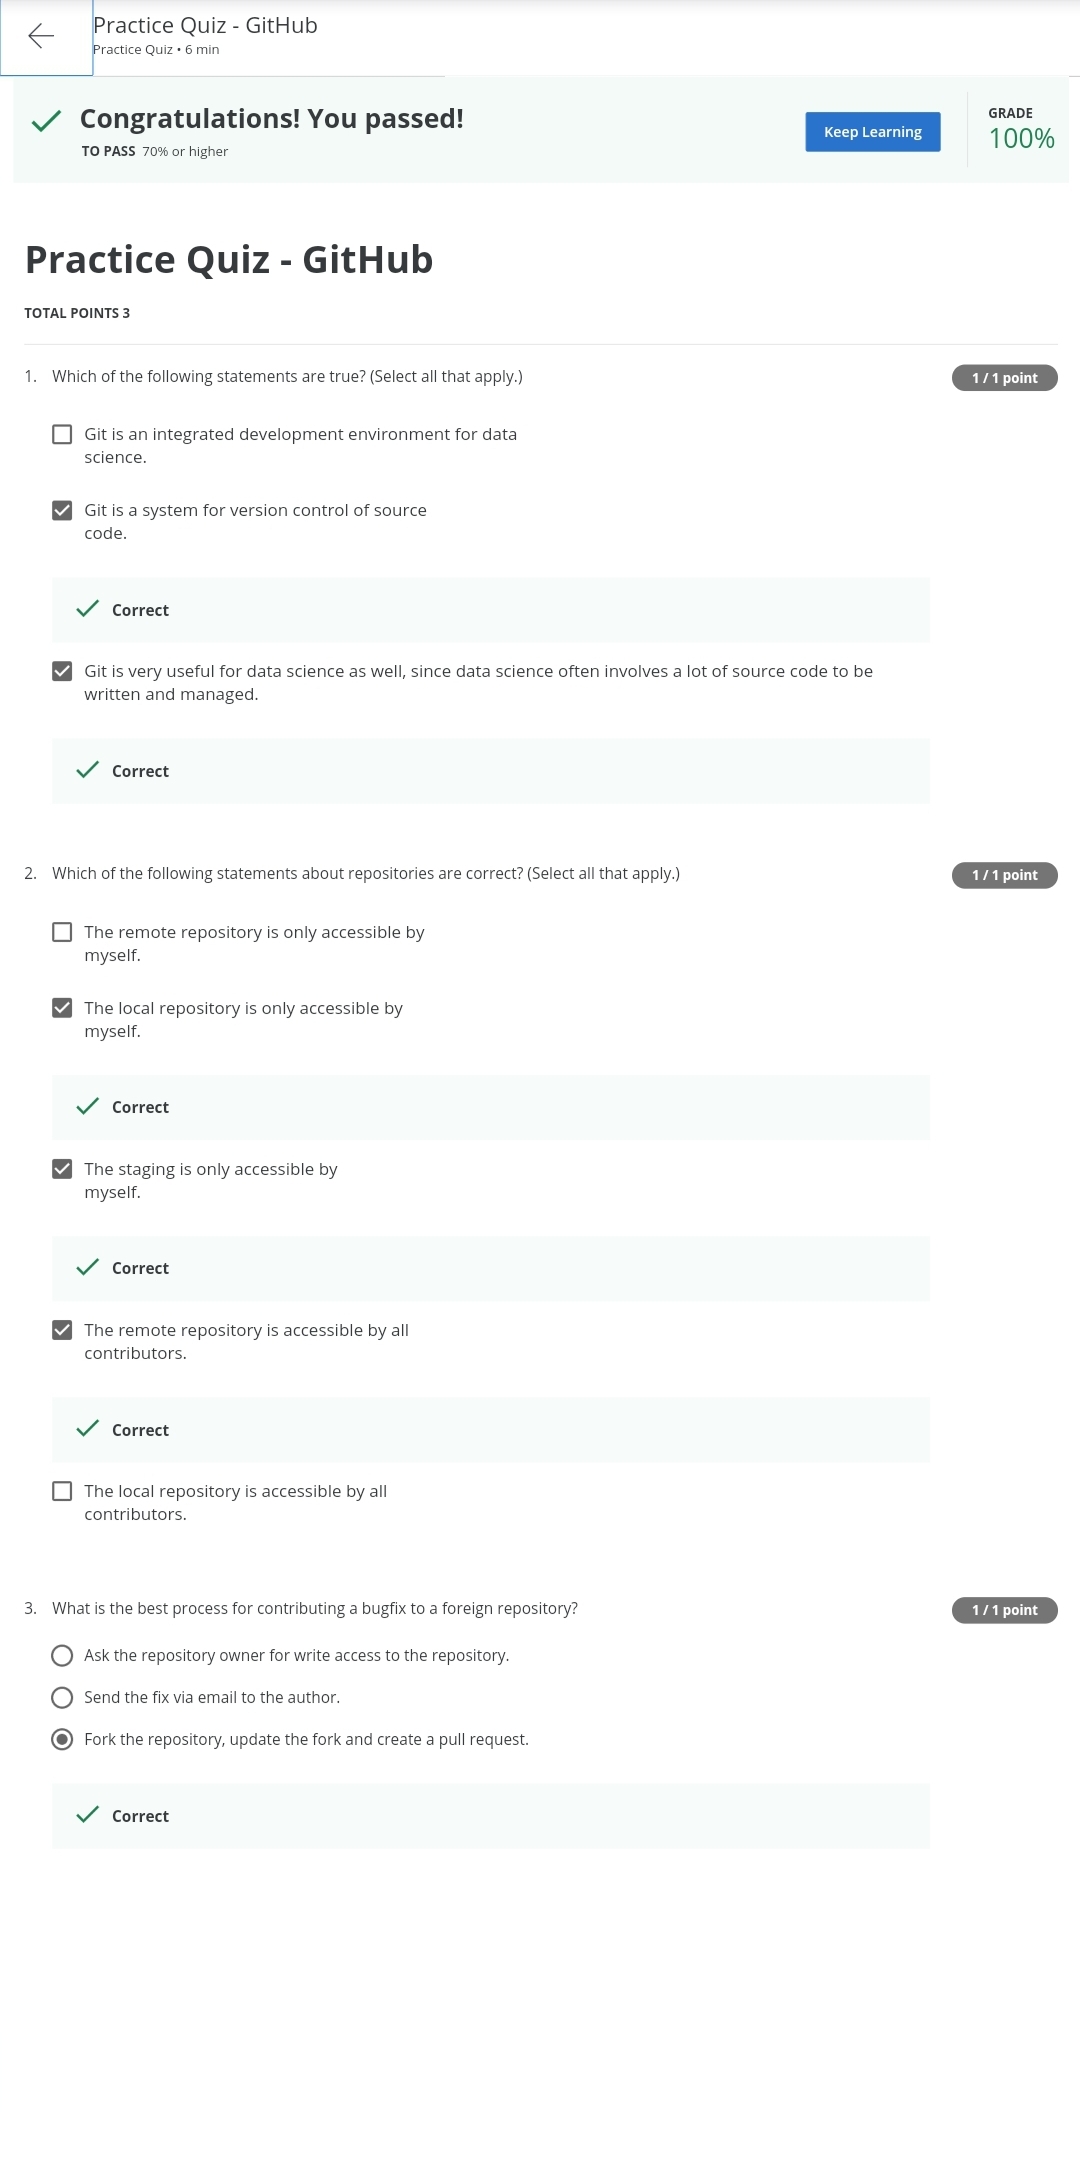 Practice Quiz - GitHub
Practice Quiz • 6 min
Congratulations! You passed!
TO PASS 70% or higher
Keep Learning
GRADE
100%
Practice Quiz - GitHub
TOTAL POINTS 3
1. Which of the following statements are true? (Select all that apply.)
1 / 1 point
Git is an integrated development environment for data
science.
Git is a system for version control of source
code.
Correct
Git is very useful for data science as well, since data science often involves a lot of source code to be
written and managed.
Correct
2. Which of the following statements about repositories are correct? (Select all that apply.)
1 / 1 point
The remote repository is only accessible by
myself.
The local repository is only accessible by
myself.
Correct
The staging is only accessible by
myself.
Correct
The remote repository is accessible by all
contributors.
Correct
The local repository is accessible by all
contributors.
3. What is the best process for contributing a bugfix to a foreign repository?
1 / 1 point
Ask the repository owner for write access to the repository.
Send the fix via email to the author.
Fork the repository, update the fork and create a pull request.
Correct